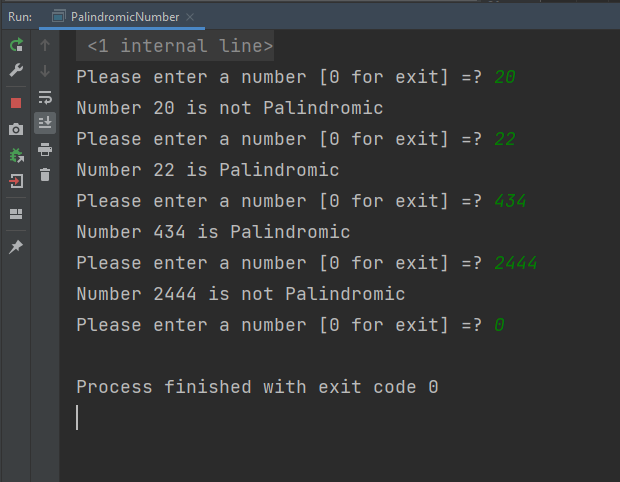 Run: PalindromicNumber
<1 internal line>
Please enter a number [0 for exit] =? 20
Number 20 is not Palindromic
Please enter a number [0 for exit] =? 22
Number 22 is Palindromic
Please enter a number [0 for exit] =? 434
Number 434 is Palindromic
Please enter a number [0 for exit] =? 2444
Number 2444 is not Palindromic
Please enter a number [0 for exit] =? 0
Process finished with exit code 0